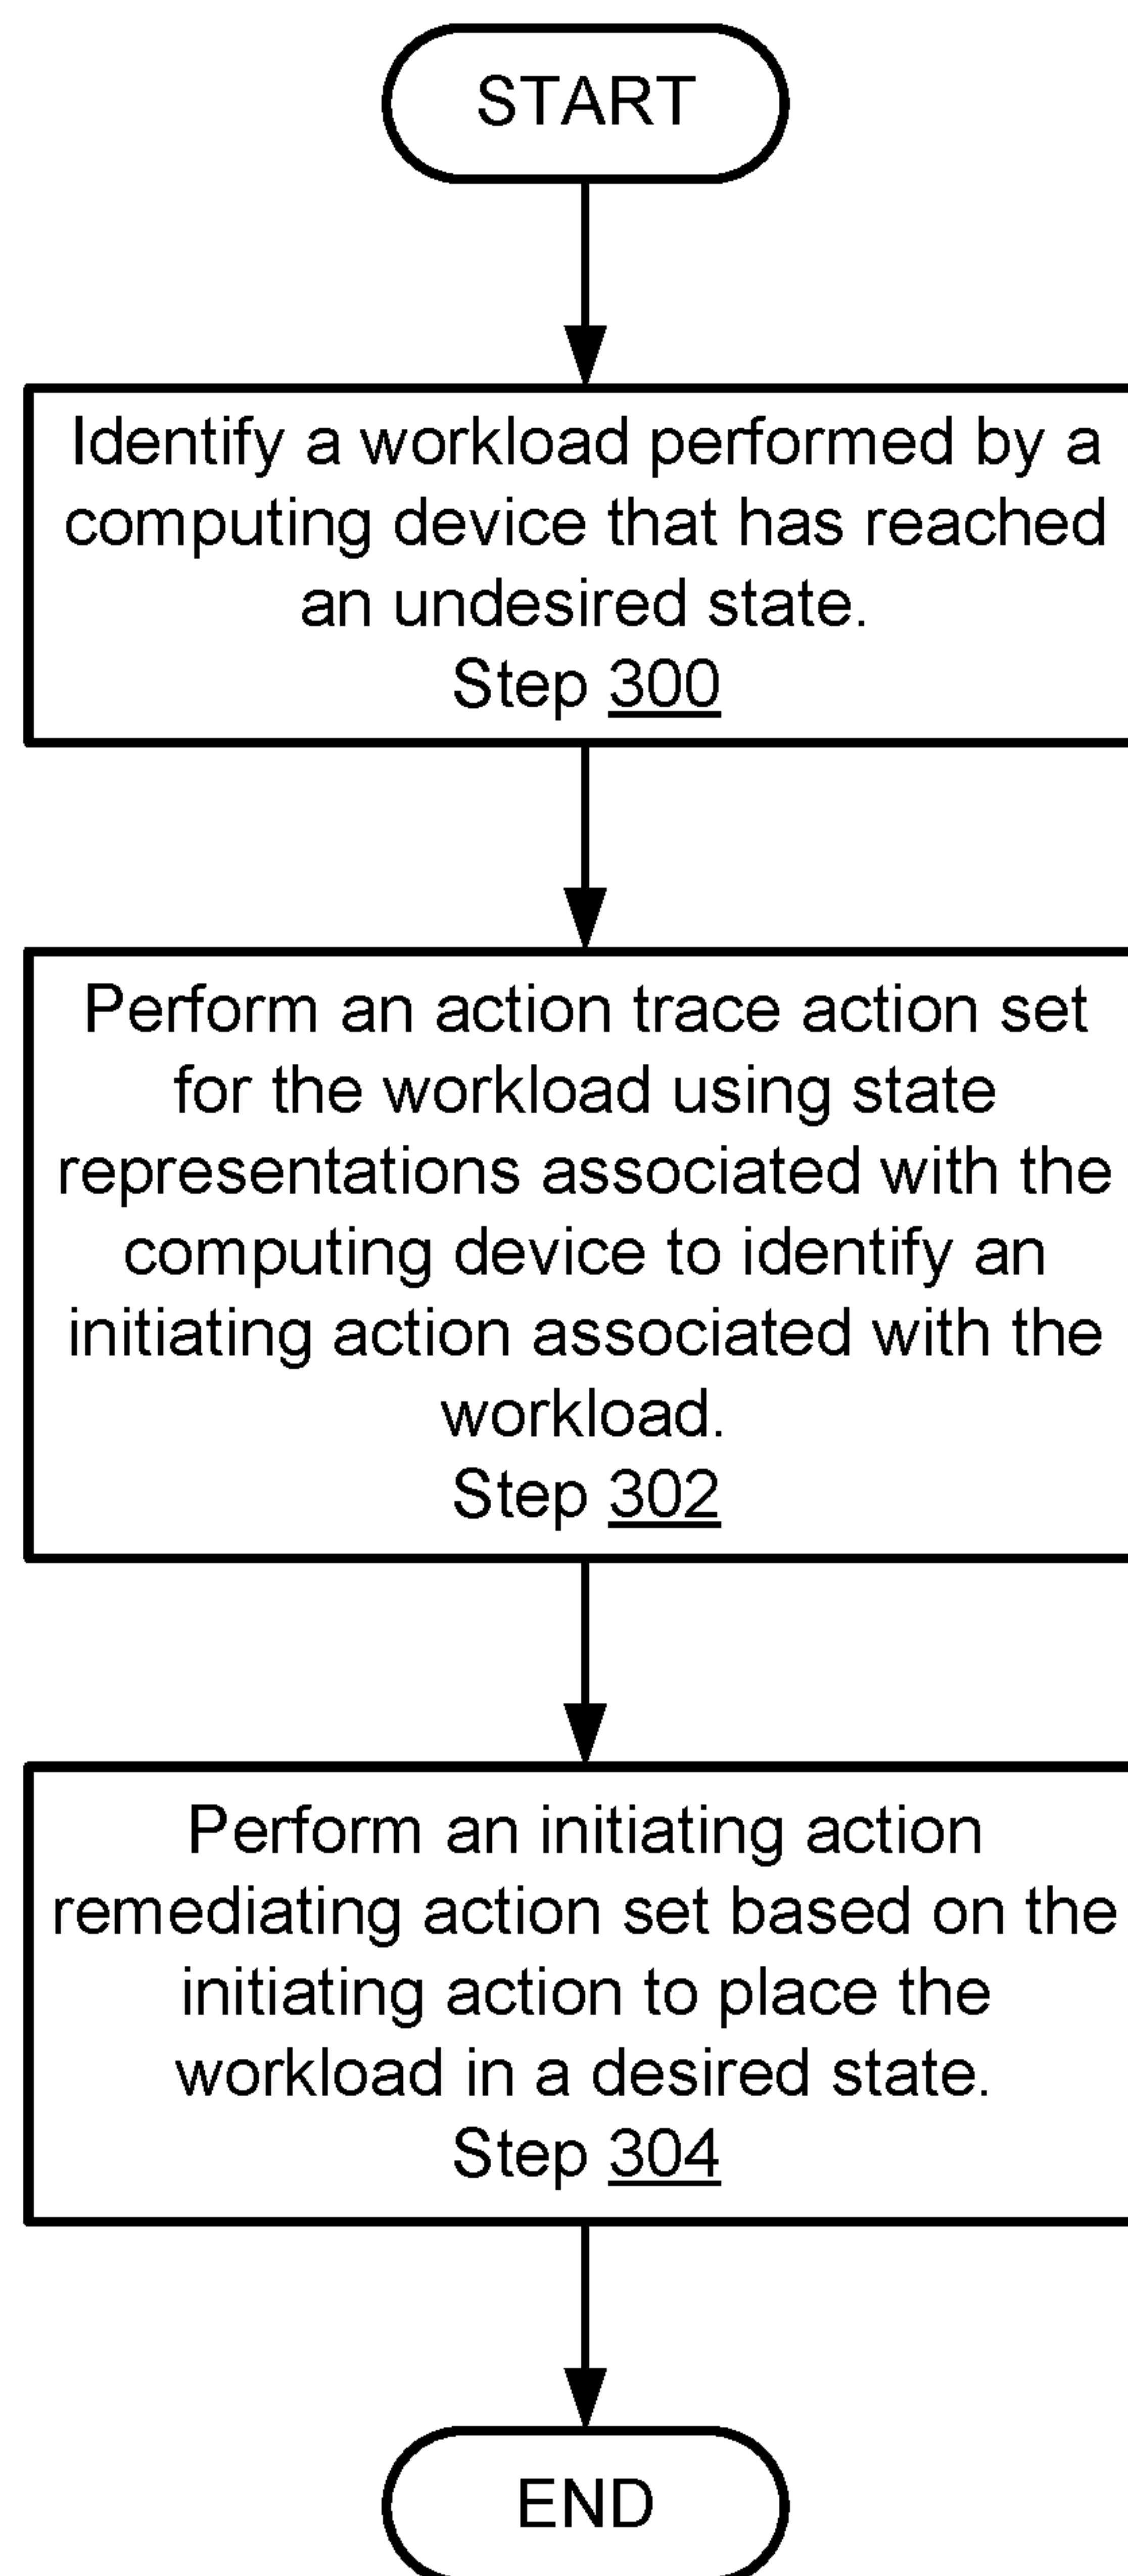 START
Identify a workload performed by a
computing device that has reached
an undesired state.
Step 300
Perform an action trace action set
for the workload using state
representations associated with the
computing device to identify an
initiating action associated with the
workload.
Step 302
Perform an initiating action
remediating action set based on the
initiating action to place the
workload in a desired state.
Step 304
END